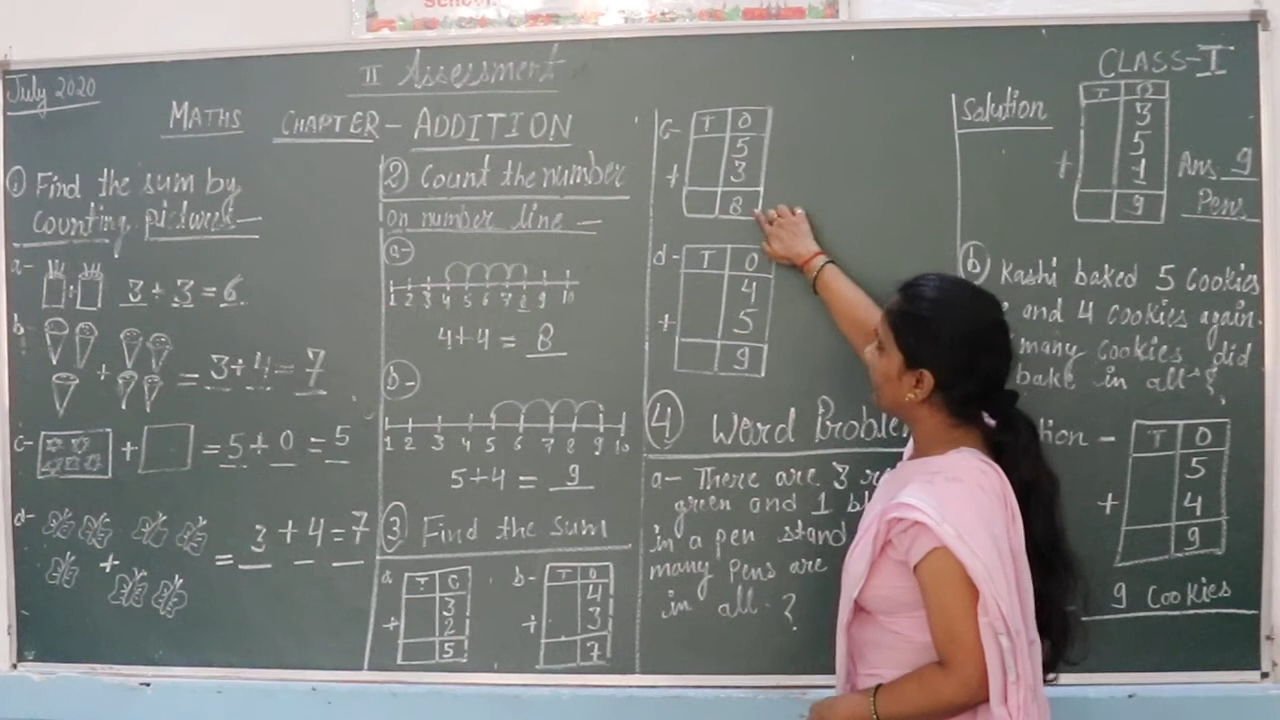 School.
July 2020
II Assessment
CLASS-I
MATHS CHAPTER - ADDITION
① Find the sum by
counting pictures—
a-
3 + 3 = 6
b-
+ = 3+4= 7
c-
+ = 5 + 0 = 5
d-
+ = 3 + 4 = 7
② Count the number
on number line —
a-
1 2 3 4 5 6 7 8 9 10
4+4 = 8
b-
1 2 3 4 5 6 7 8 9 10
5+4 = 9
③ Find the sum
a
T O
3
+ 2
5
b-
T O
4
+ 3
7
c-
T O
5
+ 3
8
d-
T O
4
+ 5
9
④ Word
a- There are 3
green and 1
in a pen stand
many Pens are
in all. ?
Solution
T O
3
5
+ 1
9
Ans 9
Pens
b Kashi baked 5 cookies
and 4 cookies again.
many cookies did
bake in all ?
T O
5
+ 4
9
9 Cookies